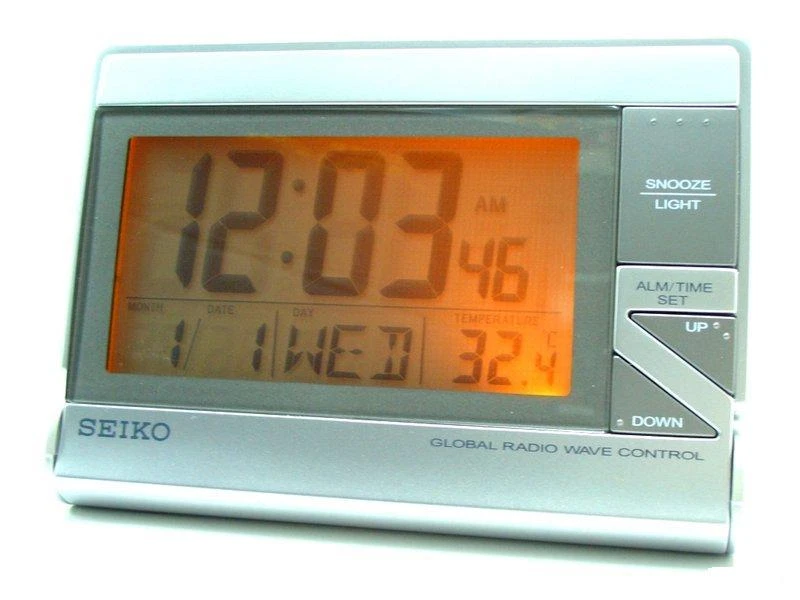 12:03 AM 46
MONTH DATE DAY TEMPERATURE
1/ 1 WED 32.4 C
SNOOZE
LIGHT
ALM/TIME
SET
UP
DOWN
SEIKO
GLOBAL RADIO WAVE CONTROL